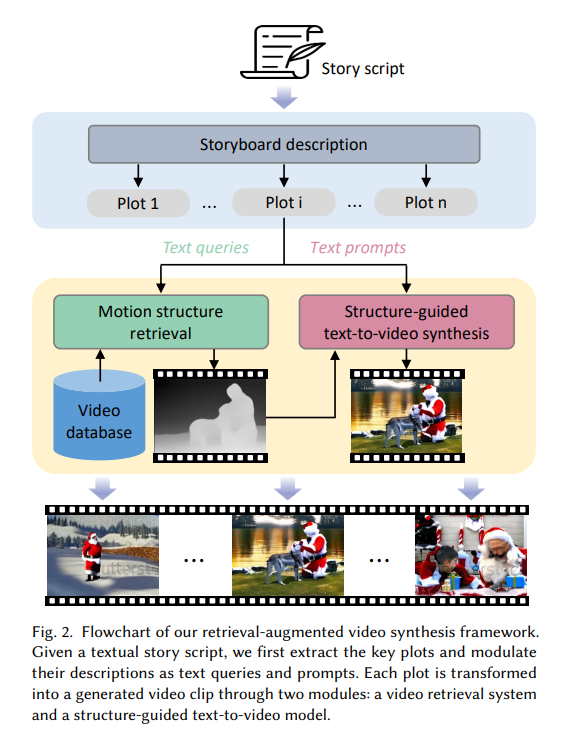 Story script
Storyboard description
Plot 1
...
Plot i
...
Plot n
Text queries
Text prompts
Motion structure
retrieval
Structure-guided
text-to-video synthesis
Video
database
...
...
Fig. 2. Flowchart of our retrieval-augmented video synthesis framework.
Given a textual story script, we first extract the key plots and modulate
their descriptions as text queries and prompts. Each plot is transformed
into a generated video clip through two modules: a video retrieval system
and a structure-guided text-to-video model.